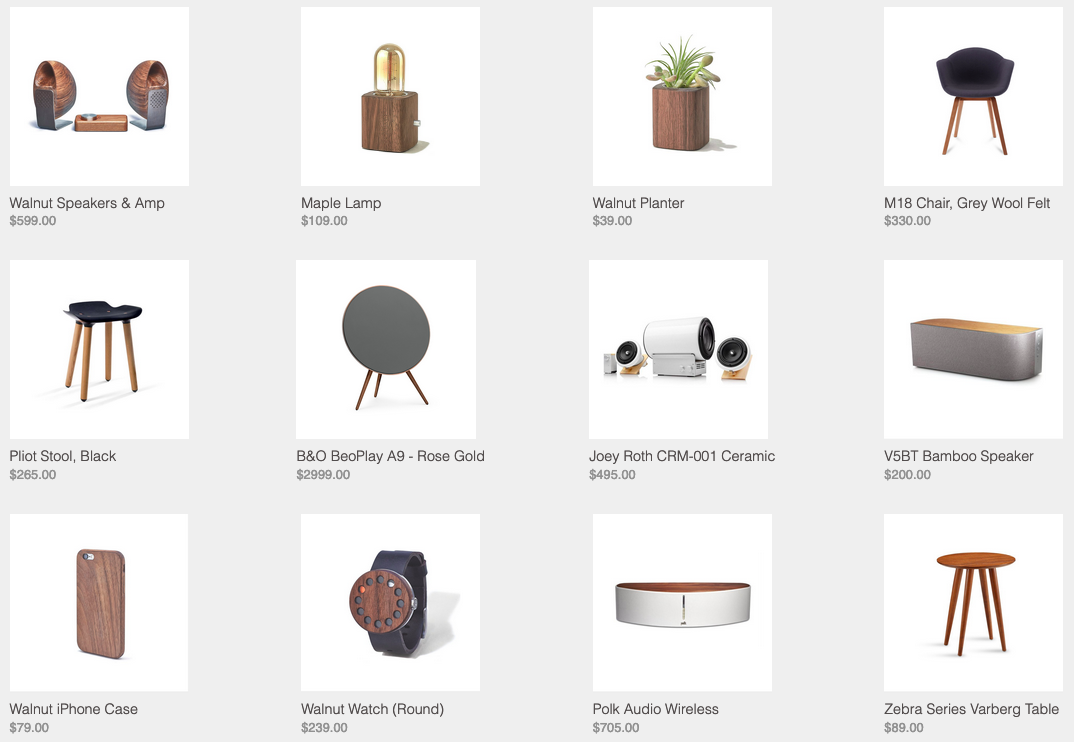 Walnut Speakers & Amp
$599.00
Maple Lamp
$109.00
Walnut Planter
$39.00
M18 Chair, Grey Wool Felt
$330.00
Pliot Stool, Black
$265.00
B&O BeoPlay A9 - Rose Gold
$2999.00
Joey Roth CRM-001 Ceramic
$495.00
V5BT Bamboo Speaker
$200.00
Walnut iPhone Case
$79.00
Walnut Watch (Round)
$239.00
polk
Polk Audio Wireless
$705.00
Zebra Series Varberg Table
$89.00